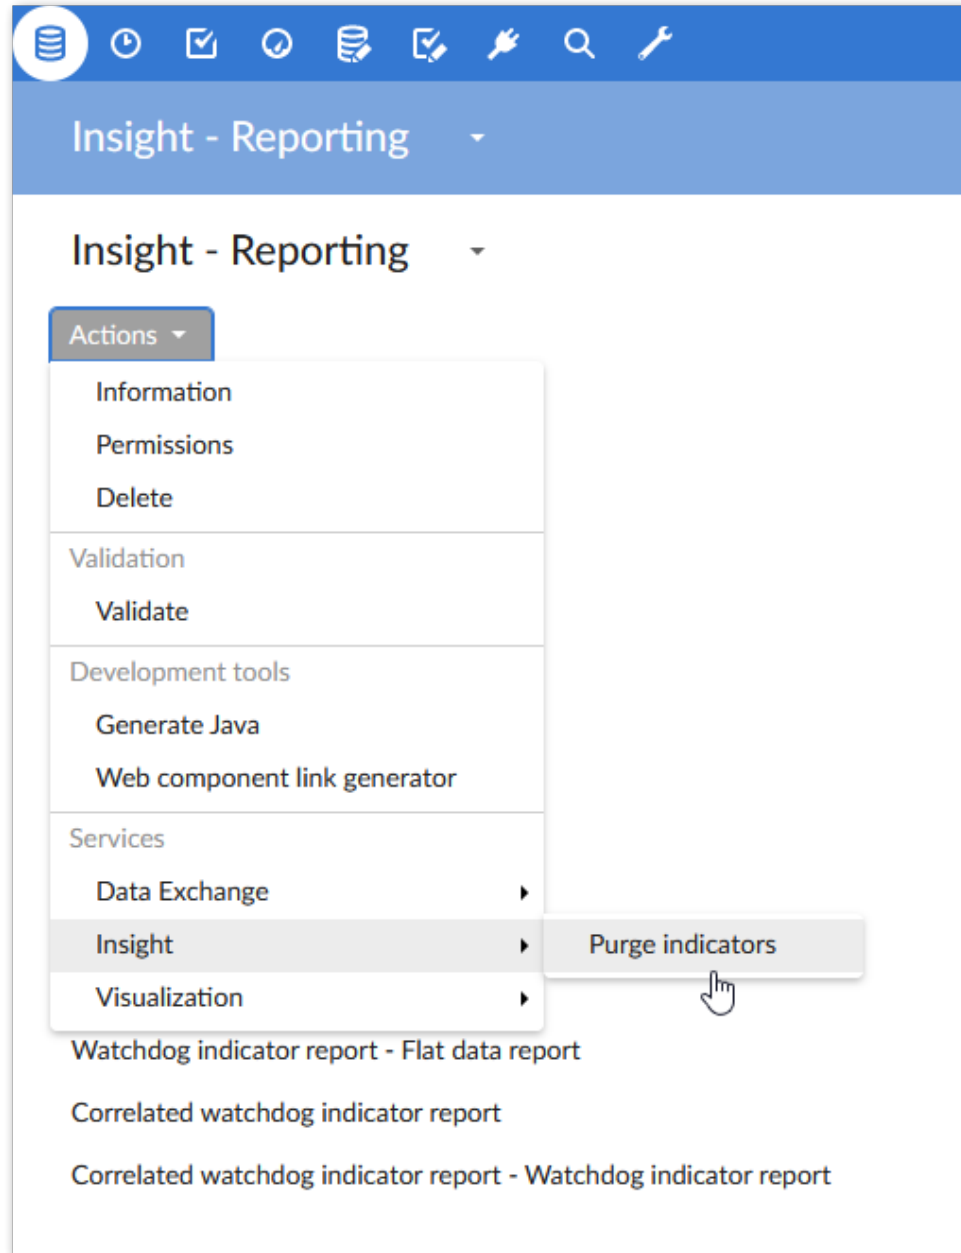 Insight - Reporting
Insight - Reporting
Actions
Information
Permissions
Delete
Validation
Validate
Development tools
Generate Java
Web component link generator
Services
Data Exchange
Insight
Purge indicators
Visualization
Watchdog indicator report - Flat data report
Correlated watchdog indicator report
Correlated watchdog indicator report - Watchdog indicator report